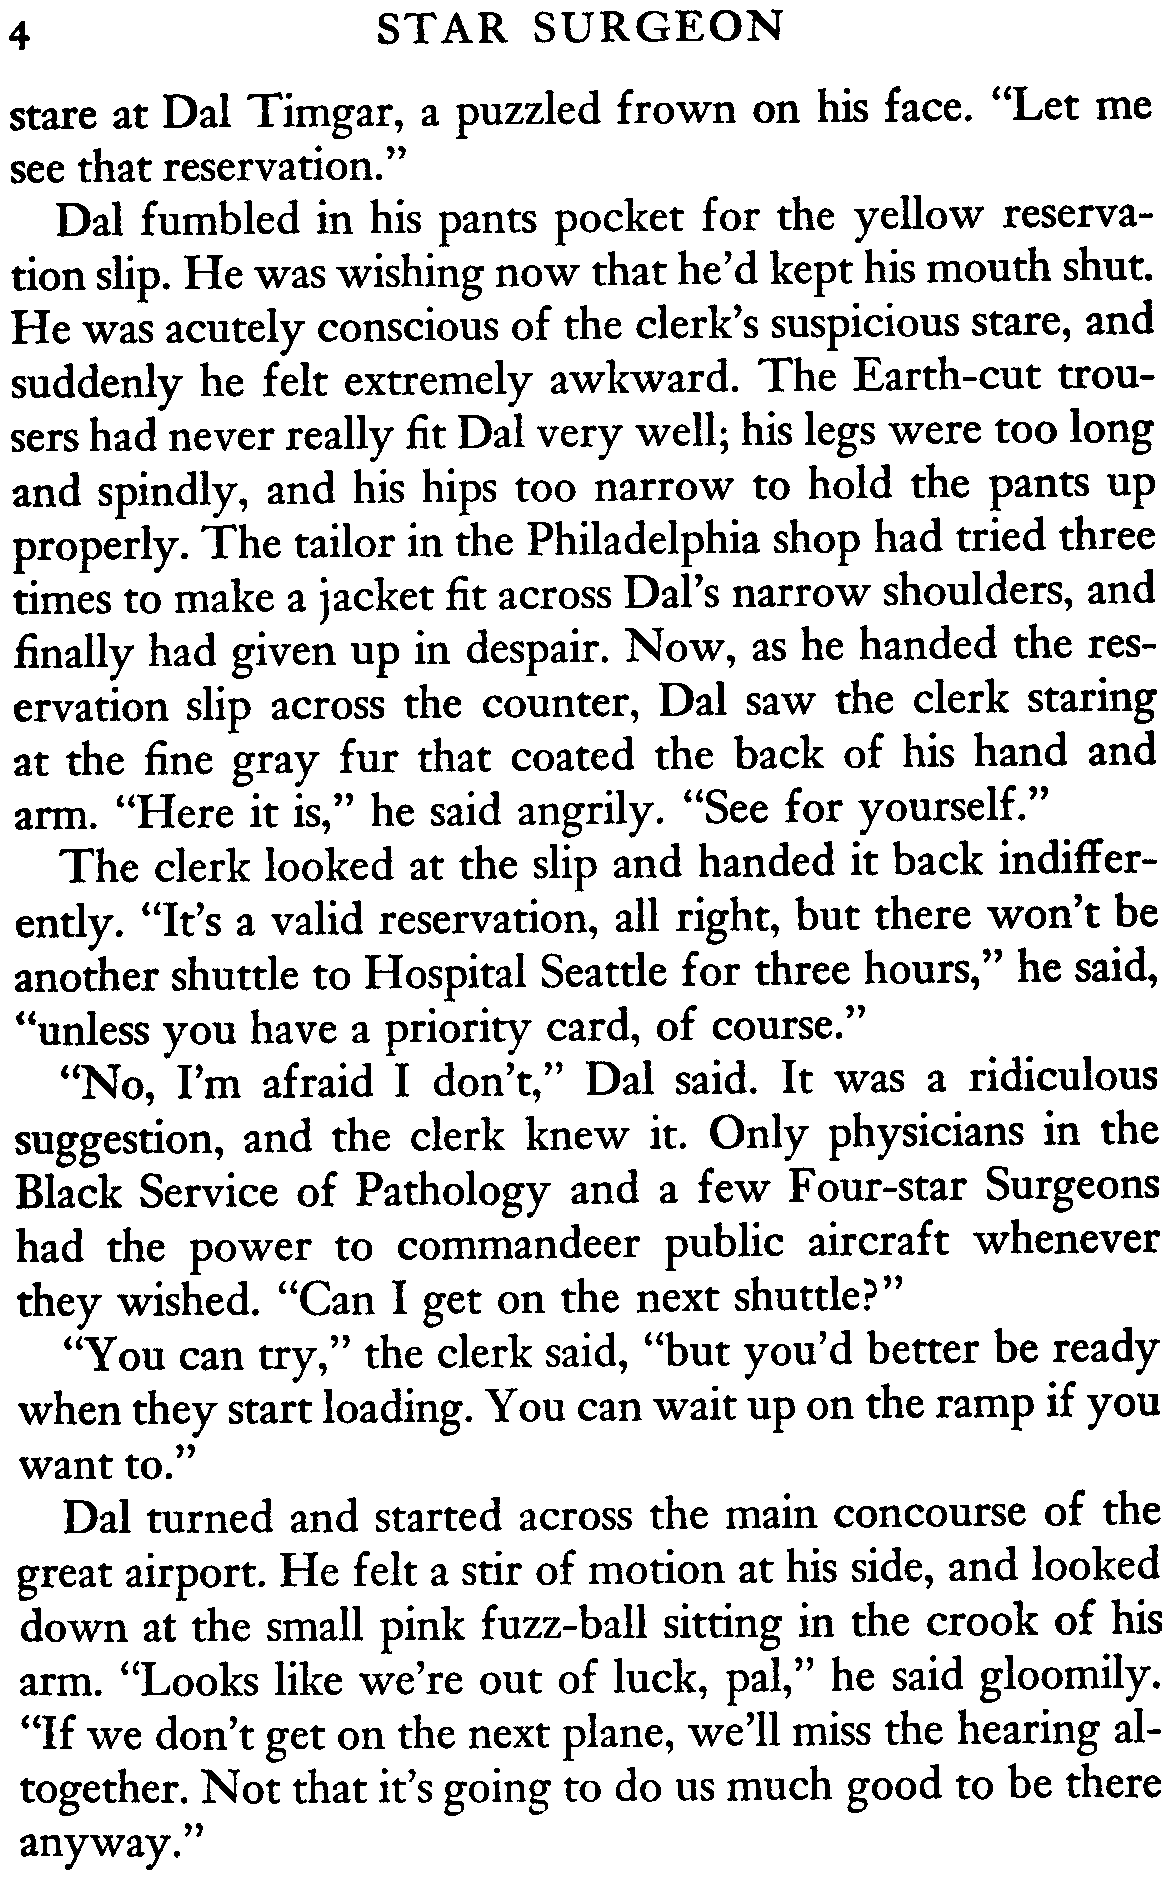 4 STAR SURGEON
stare at Dal Timgar, a puzzled frown on his face. “Let me
see that reservation.”
Dal fumbled in his pants pocket for the yellow reserva-
tion slip. He was wishing now that he’d kept his mouth shut.
He was acutely conscious of the clerk’s suspicious stare, and
suddenly he felt extremely awkward. The Earth-cut trou-
sers had never really fit Dal very well; his legs were too long
and spindly, and his hips too narrow to hold the pants up
properly. The tailor in the Philadelphia shop had tried three
times to make a jacket fit across Dal’s narrow shoulders, and
finally had given up in despair. Now, as he handed the res-
ervation slip across the counter, Dal saw the clerk staring
at the fine gray fur that coated the back of his hand and
arm. “Here it is,” he said angrily. “See for yourself.”
The clerk looked at the slip and handed it back indiffer-
ently. “It’s a valid reservation, all right, but there won’t be
another shuttle to Hospital Seattle for three hours,” he said,
“unless you have a priority card, of course.”
“No, I’m afraid I don’t,” Dal said. It was a ridiculous
suggestion, and the clerk knew it. Only physicians in the
Black Service of Pathology and a few Four-star Surgeons
had the power to commandeer public aircraft whenever
they wished. “Can I get on the next shuttle?”
“You can try,” the clerk said, “but you’d better be ready
when they start loading. You can wait up on the ramp if you
want to.”
Dal turned and started across the main concourse of the
great airport. He felt a stir of motion at his side, and looked
down at the small pink fuzz-ball sitting in the crook of his
arm. “Looks like we’re out of luck, pal,” he said gloomily.
“If we don’t get on the next plane, we’ll miss the hearing al-
together. Not that it’s going to do us much good to be there
anyway.”